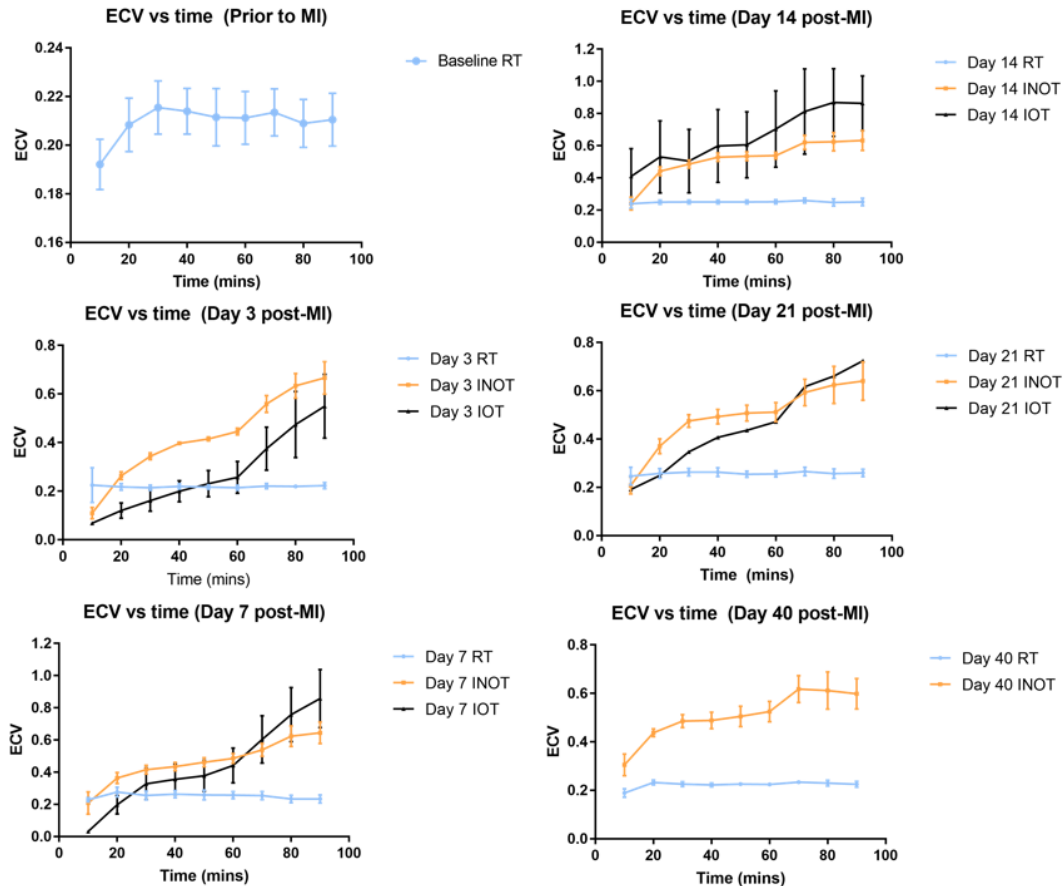 ECV vs time (Prior to MI)
0.24
0.22
0.20
0.18
0.16
ECV
0 20 40 60 80 100
Time (mins)
Baseline RT
ECV vs time (Day 14 post-MI)
1.2
1.0
0.8
0.6
0.4
0.2
0.0
ECV
0 20 40 60 80 100
Time (mins)
Day 14 RT
Day 14 INOT
Day 14 IOT
ECV vs time (Day 3 post-MI)
0.8
0.6
0.4
0.2
0.0
ECV
0 20 40 60 80 100
Time (mins)
Day 3 RT
Day 3 INOT
Day 3 IOT
ECV vs time (Day 21 post-MI)
0.8
0.6
0.4
0.2
0.0
ECV
0 20 40 60 80 100
Time (mins)
Day 21 RT
Day 21 INOT
Day 21 IOT
ECV vs time (Day 7 post-MI)
1.2
1.0
0.8
0.6
0.4
0.2
0.0
ECV
0 20 40 60 80 100
Time (mins)
Day 7 RT
Day 7 INOT
Day 7 IOT
ECV vs time (Day 40 post-MI)
0.8
0.6
0.4
0.2
0.0
ECV
0 20 40 60 80 100
Time (mins)
Day 40 RT
Day 40 INOT